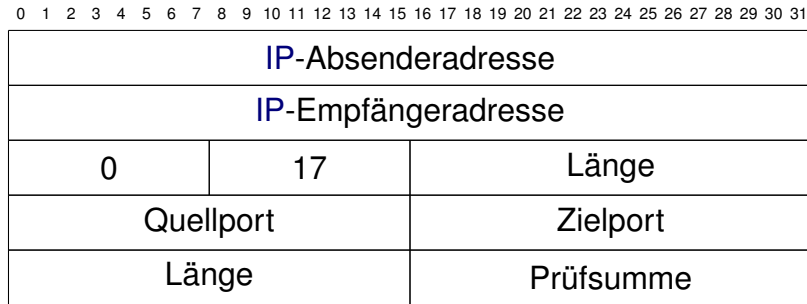 0 1 2 3 4 5 6 7 8 9 10 11 12 13 14 15 16 17 18 19 20 21 22 23 24 25 26 27 28 29 30 31
IP-Absenderadresse
IP-Empfängeradresse
0 17 Länge
Quellport Zielport
Länge Prüfsumme